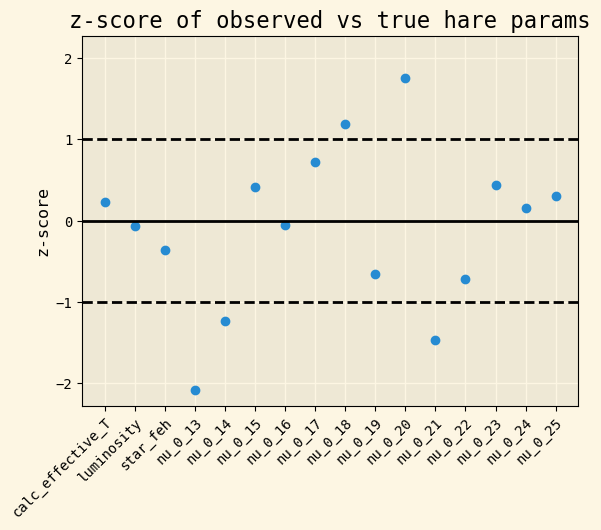 z-score of observed vs true hare params
z-score
2
1
0
−1
−2
calc_effective_T
luminosity
star_feh
nu_0_13
nu_0_14
nu_0_15
nu_0_16
nu_0_17
nu_0_18
nu_0_19
nu_0_20
nu_0_21
nu_0_22
nu_0_23
nu_0_24
nu_0_25